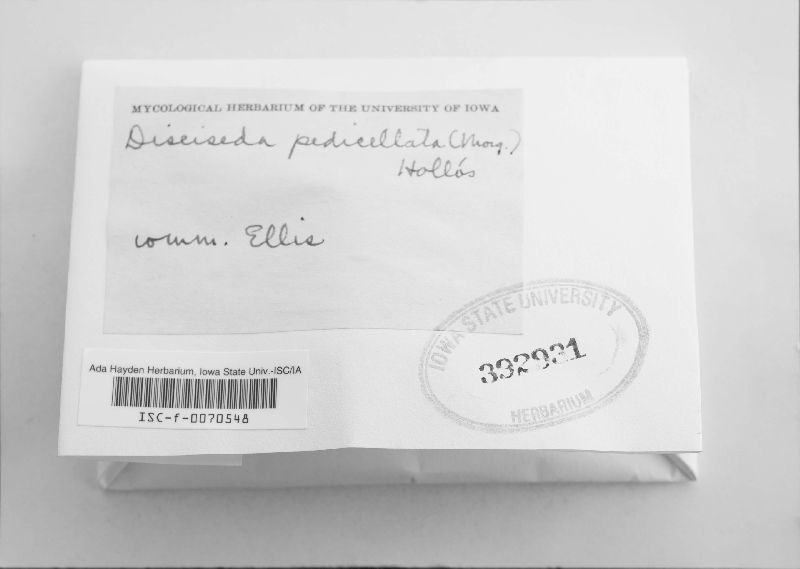 MYCOLOGICAL HERBARIUM OF THE UNIVERSITY OF IOWA
Disciseda pedicellata (Morg.)
Hollós
comm. Ellis
IOWA STATE UNIVERSITY
332931
HERBARIUM
Ada Hayden Herbarium, Iowa State Univ.-ISC/IA
ISC-f-0070548